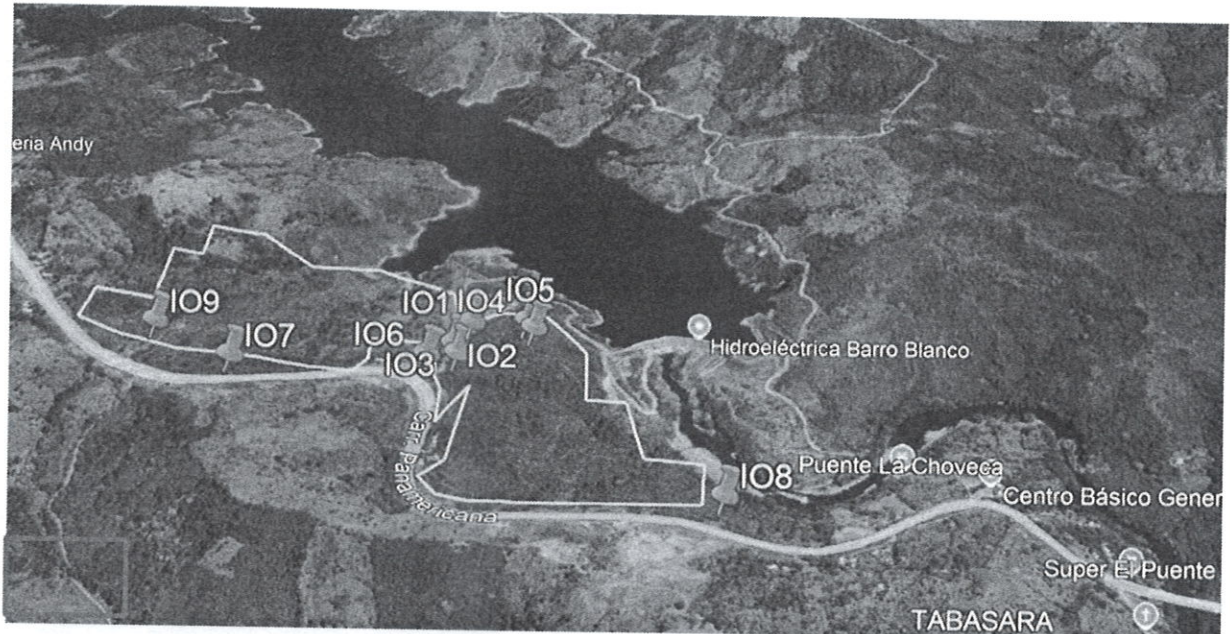 eria Andy
IO9
IO1
IO4
IO5
IO7
IO6
IO3
IO2
Hidroeléctrica Barro Blanco
Carr. Panamericana
IO8
Puente La Choveca
Centro Básico Gener
Super El Puente
TABASARA